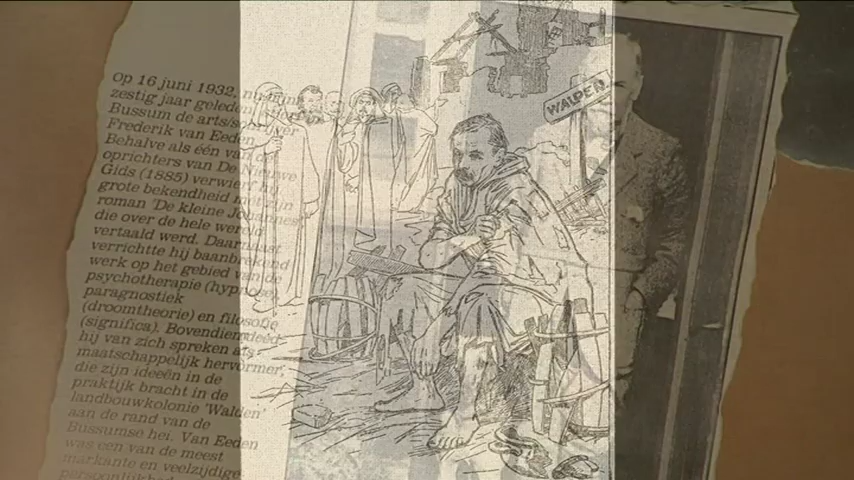 Op 16 juni 1932, nu ruim
zestig jaar geleden
Bussum de arts/schrijver
Frederik van Eeden
Behalve als één van de
oprichters van De Nieuwe
Gids (1885) verwierf hij
grote bekendheid met zijn
roman 'De kleine Johannes'
die over de hele wereld
vertaald werd. Daarnaast
verrichtte hij baanbrekend
werk op het gebied van de
psychotherapie (hypnose),
paragnostiek
(droomtheorie) en filosofie
(significa). Bovendien deed
hij van zich spreken als
maatschappelijk hervormer,
die zijn ideeën in de
praktijk bracht in de
landbouwkolonie 'Walden'
aan de rand van de
Bussumse hei. Van Eeden
was een van de meest
markante en veelzijdige
WALDEN